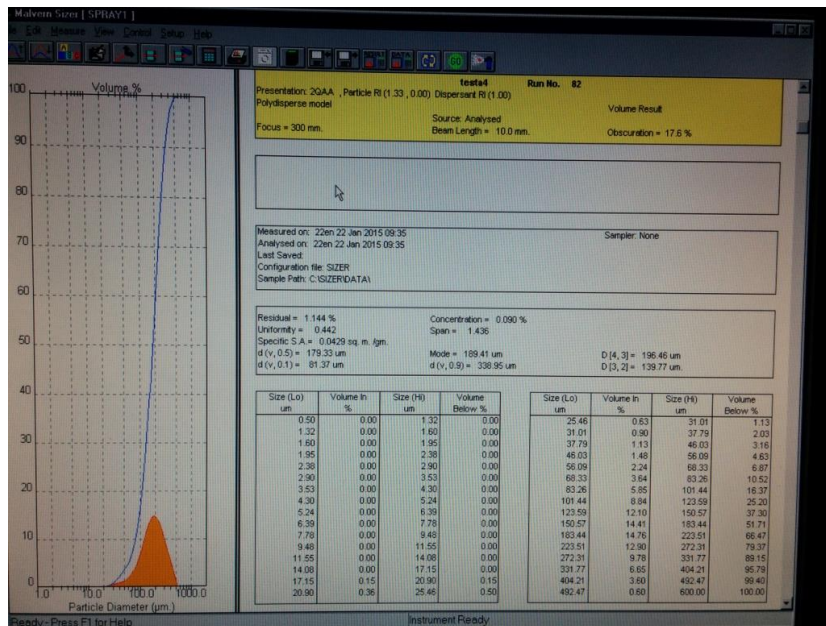 Malvern Sizer [ SPRAY1 ]
Edit Measure View Control Setup Help
GO
Volume %
100
90
80
70
60
50
40
30
20
10
0
1.0 10.0 100.0 1000.0
Particle Diameter (µm.)
tests4 Run No. 82
Presentation: 2QAA , Particle RI (1.33 , 0.00) Dispersant RI (1.00)
Polydisperse model Volume Result
Source: Analysed
Focus = 300 mm. Beam Length = 10.0 mm. Obscuration = 17.6 %
Measured on: 22en 22 Jan 2015 09:35 Sampler: None
Analysed on: 22en 22 Jan 2015 09:35
Last Saved:
Configuration file: SIZER
Sample Path: C:\SIZER\DATA\
Residual = 1.144 % Concentration = 0.090 %
Uniformity = 0.442 Span = 1.436
Specific S.A.= 0.0429 sq. m. /gm.
d (v, 0.5) = 179.33 um Mode = 189.41 um D [4, 3] = 196.46 um
d (v, 0.1) = 81.37 um d (v, 0.9) = 338.95 um D [3, 2] = 139.77 um.
Size (Lo) Volume In Size (Hi) Volume Size (Lo) Volume In Size (Hi) Volume
um % um Below % um % um Below %
0.50 0.00 1.32 0.00 25.46 0.63 31.01 1.13
1.32 0.00 1.60 0.00 31.01 0.90 37.79 2.03
1.60 0.00 1.95 0.00 37.79 1.13 46.03 3.16
1.95 0.00 2.38 0.00 46.03 1.48 56.09 4.63
2.38 0.00 2.90 0.00 56.09 2.24 68.33 6.87
2.90 0.00 3.53 0.00 68.33 3.64 83.26 10.52
3.53 0.00 4.30 0.00 83.26 5.85 101.44 16.37
4.30 0.00 5.24 0.00 101.44 8.84 123.59 25.20
5.24 0.00 6.39 0.00 123.59 12.10 150.57 37.30
6.39 0.00 7.78 0.00 150.57 14.41 183.44 51.71
7.78 0.00 9.48 0.00 183.44 14.76 223.51 66.47
9.48 0.00 11.55 0.00 223.51 12.90 272.31 79.37
11.55 0.00 14.08 0.00 272.31 9.78 331.77 89.15
14.08 0.00 17.15 0.00 331.77 6.65 404.21 95.79
17.15 0.15 20.90 0.15 404.21 3.60 492.47 99.40
20.90 0.36 25.46 0.50 492.47 0.60 600.00 100.00
Ready - Press F1 for Help Instrument Ready